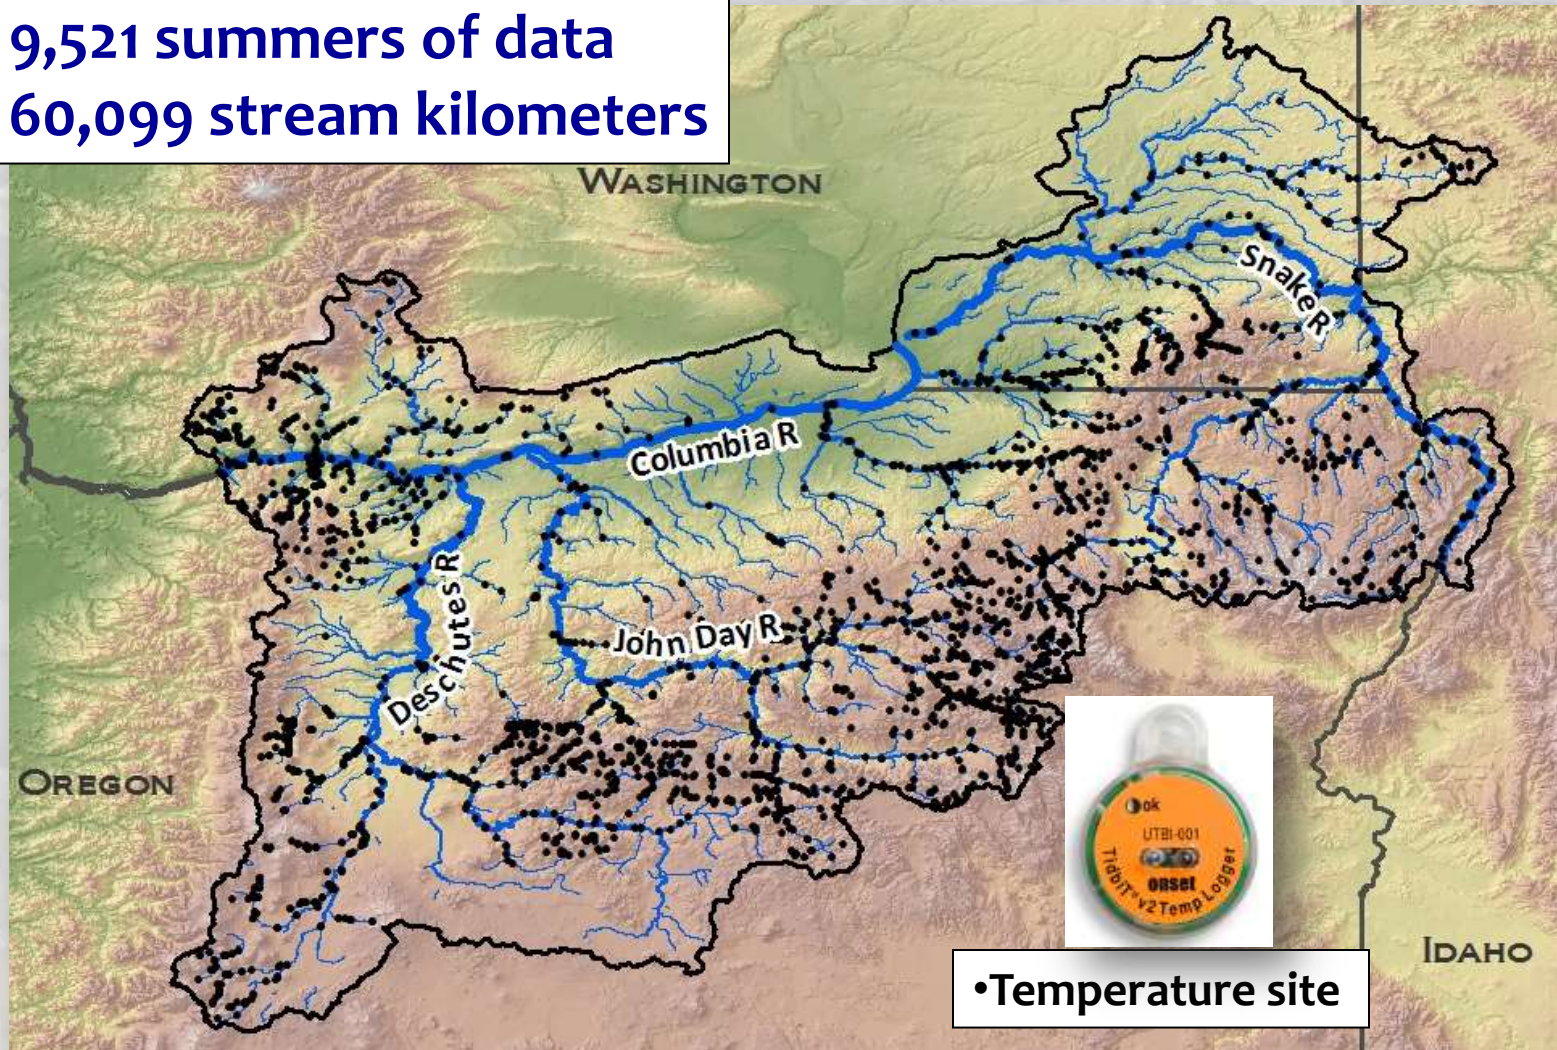 9,521 summers of data
60,099 stream kilometers
WASHINGTON
Snake R
Columbia R
Deschutes R
John Day R
OREGON
ok
UTBI-001
onset
TidbiT® v2 Temp Logger
IDAHO
•Temperature site